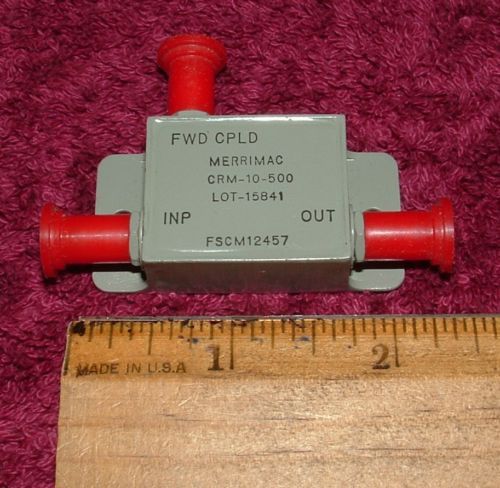 FWD CPLD
MERRIMAC
CRM-10-500
LOT-15841
INP OUT
FSCM12457
1 2
MADE IN U.S.A